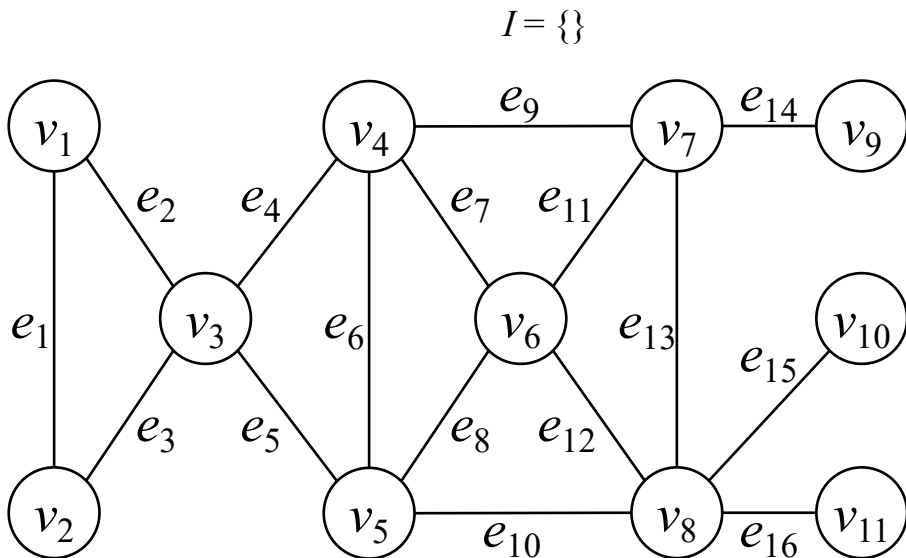 I = {}
e₉ e₁₄
v₁ v₄ v₇ v₉
e₂ e₄ e₇ e₁₁
e₁ v₃ e₆ v₆ e₁₃ v₁₀
e₁₅
e₃ e₅ e₈ e₁₂
v₂ v₅ v₈ v₁₁
e₁₀ e₁₆